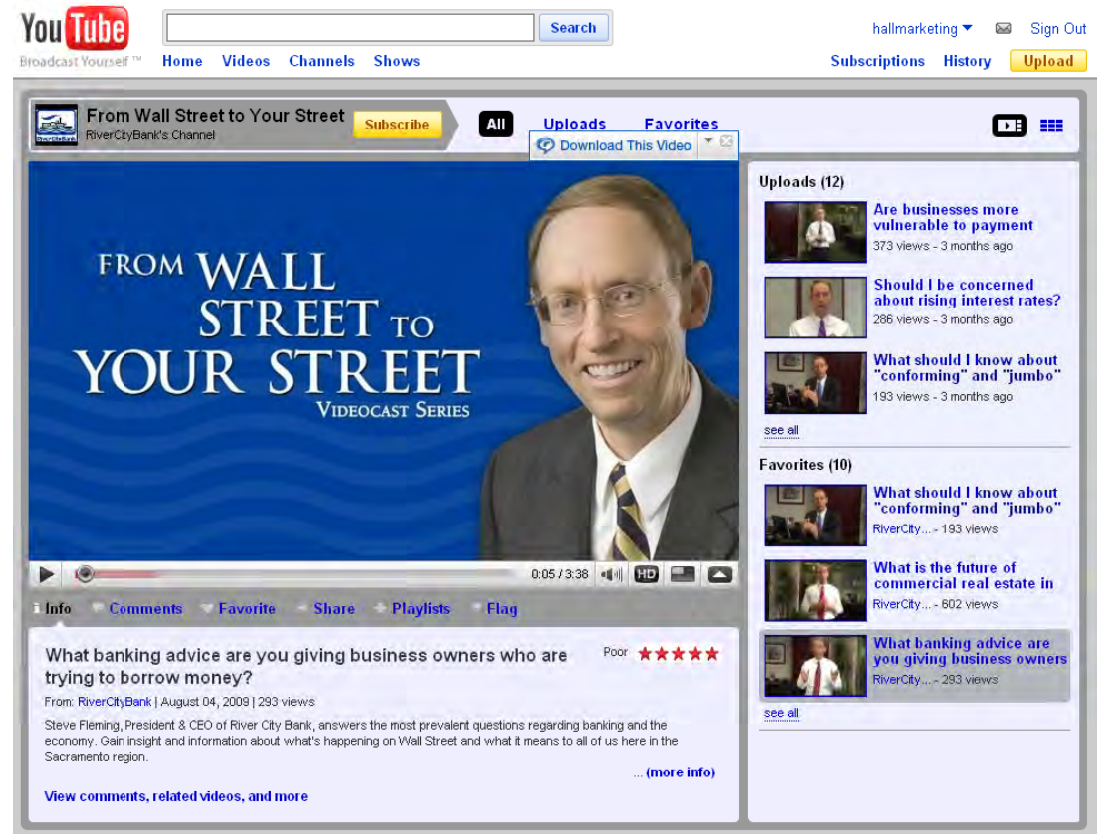 You Tube
Broadcast Yourself ™
Search
hallmarketing
Sign Out
Home Videos Channels Shows
Subscriptions History Upload
From Wall Street to Your Street
RiverCityBank's Channel
Subscribe
All Uploads Favorites
Download This Video
FROM WALL
STREET TO
YOUR STREET
VIDEOCAST SERIES
0:05 / 3:38
HD
Info Comments Favorite Share Playlists Flag
What banking advice are you giving business owners who are
trying to borrow money?
Poor
From: RiverCityBank | August 04, 2009 | 293 views
Steve Fleming,President & CEO of River City Bank, answers the most prevalent questions regarding banking and the
economy. Gain insight and information about what's happening on Wall Street and what it means to all of us here in the
Sacramento region.
... (more info)
View comments, related videos, and more
Uploads (12)
Are businesses more
vulnerable to payment
373 views - 3 months ago
Should I be concerned
about rising interest rates?
286 views - 3 months ago
What should I know about
"conforming" and "jumbo"
193 views - 3 months ago
see all
Favorites (10)
What should I know about
"conforming" and "jumbo"
RiverCity... - 193 views
What is the future of
commercial real estate in
RiverCity... - 602 views
What banking advice are
you giving business owners
RiverCity... - 293 views
see all